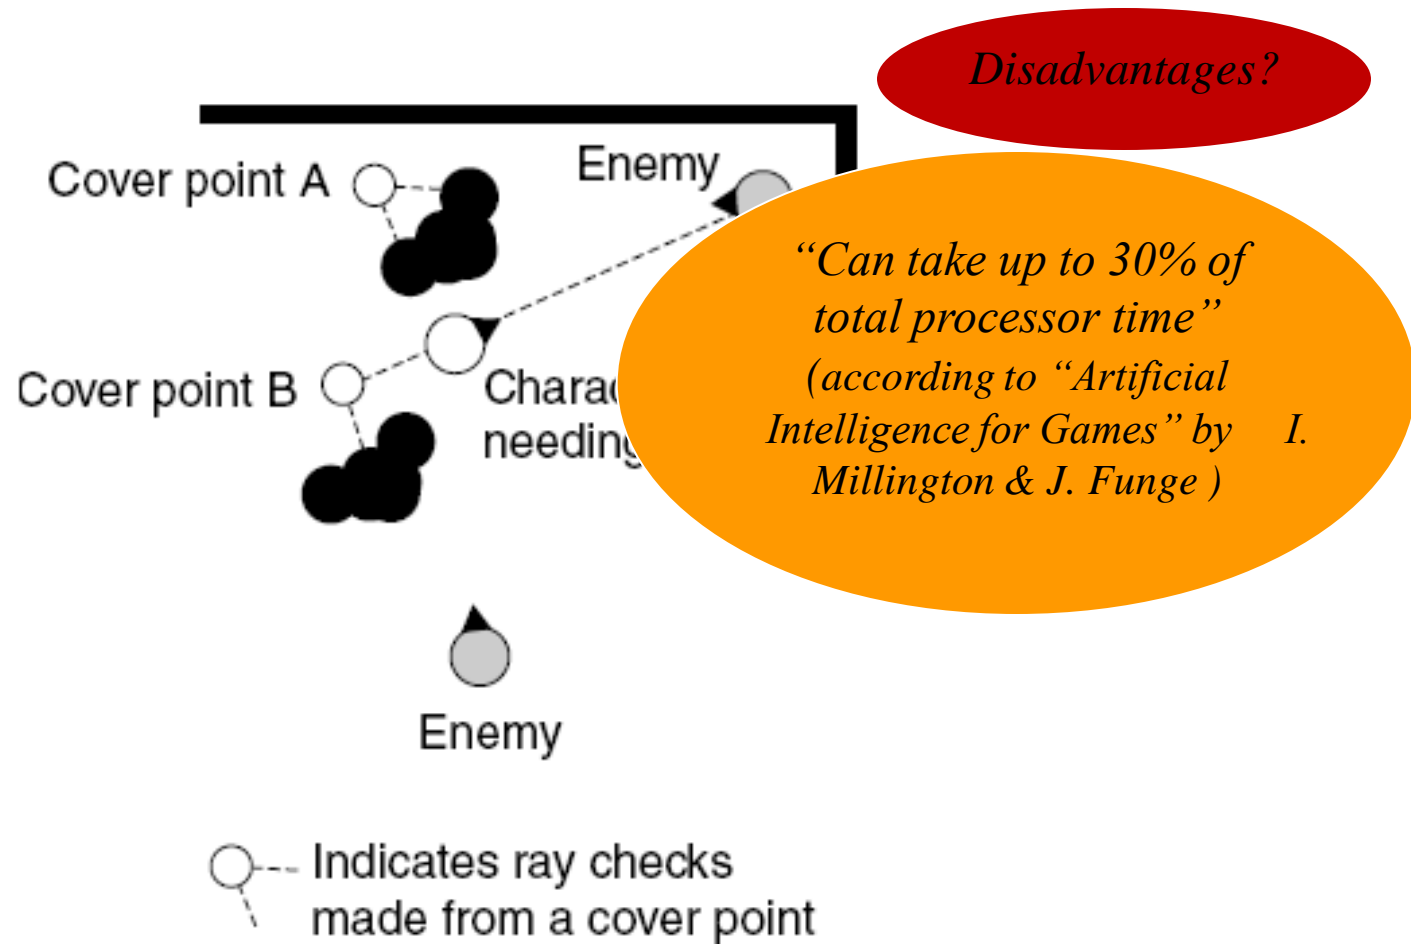 Disadvantages?
Cover point A
Enemy
“Can take up to 30% of
total processor time”
(according to “Artificial
Intelligence for Games” by I.
Millington & J. Funge )
Cover point B
Charac
needing
Enemy
Indicates ray checks
made from a cover point